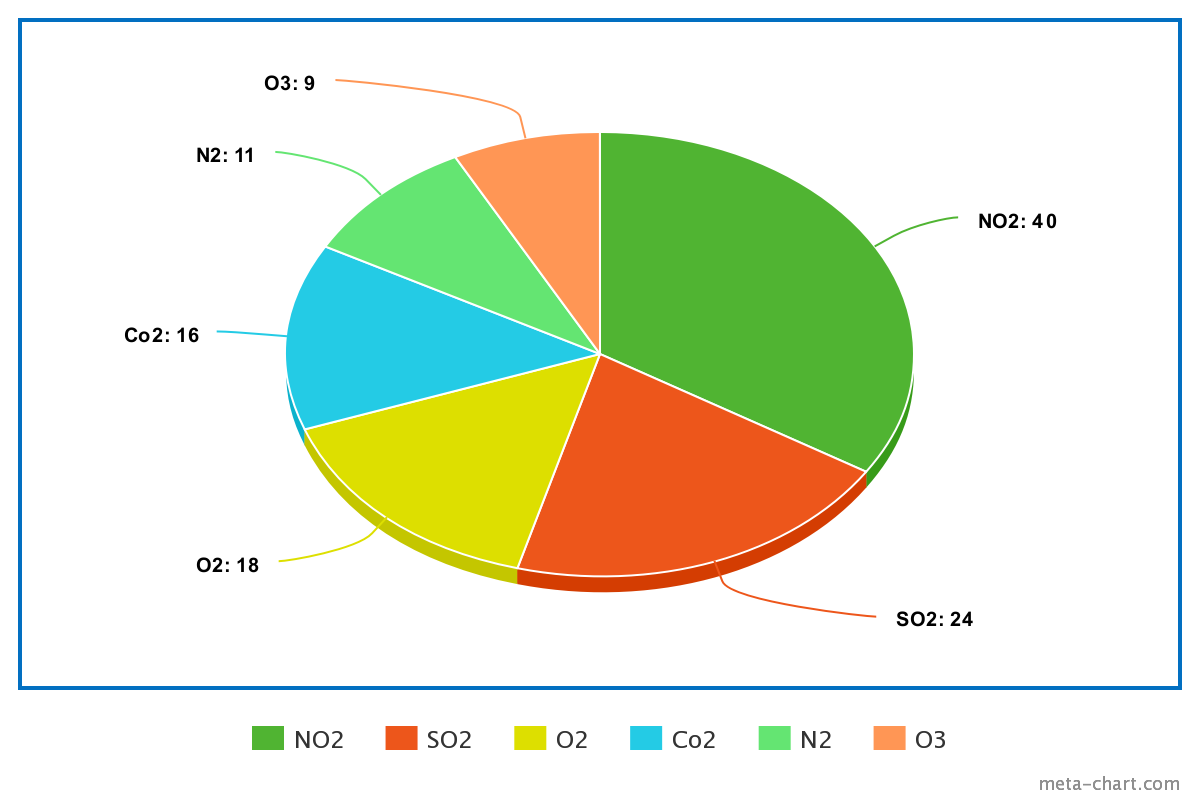 O3: 9
N2: 11
NO2: 40
Co2: 16
O2: 18
SO2: 24
NO2 SO2 O2 Co2 N2 O3
meta-chart.com